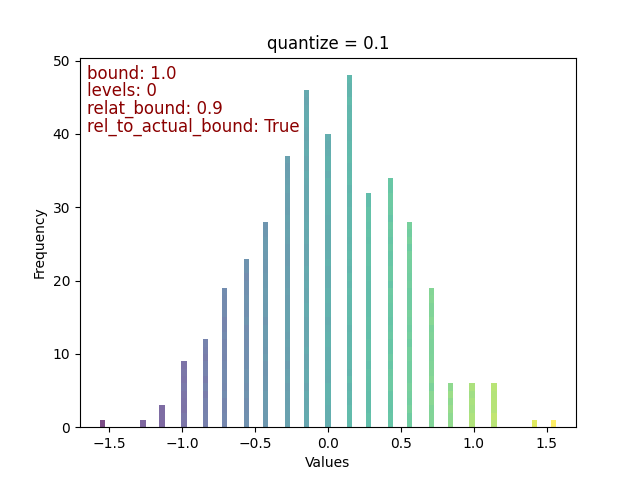 quantize = 0.1
bound: 1.0
levels: 0
relat_bound: 0.9
rel_to_actual_bound: True
50
40
30
20
10
0
Frequency
−1.5 −1.0 −0.5 0.0 0.5 1.0 1.5
Values